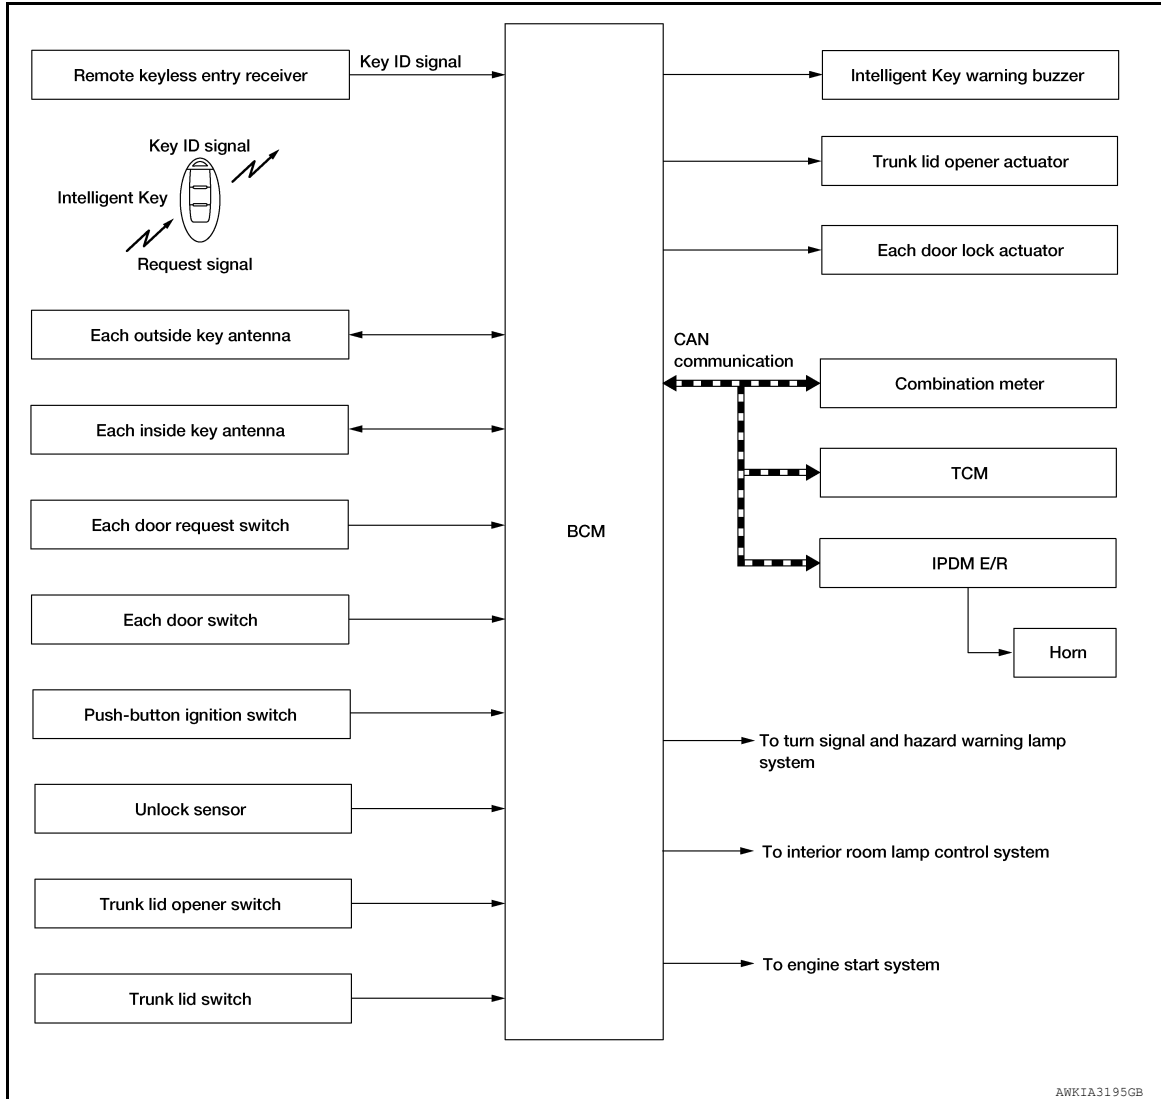 Remote keyless entry receiver
Key ID signal
Key ID signal
Intelligent Key
Request signal
Each outside key antenna
Each inside key antenna
Each door request switch
Each door switch
Push-button ignition switch
Unlock sensor
Trunk lid opener switch
Trunk lid switch
BCM
Intelligent Key warning buzzer
Trunk lid opener actuator
Each door lock actuator
CAN
communication
Combination meter
TCM
IPDM E/R
Horn
To turn signal and hazard warning lamp
system
To interior room lamp control system
To engine start system
AWKIA3195GB